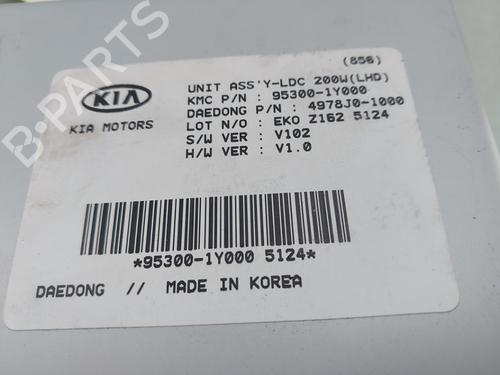 (856)
UNIT ASS'Y-LDC 200W(LHD)
KMC P/N : 95300-1Y000
DAEDONG P/N : 4978J0-1000
LOT N/O : EKO Z162 5124
S/W VER : V102
H/W VER : V1.0
KIA
KIA MOTORS
*95300-1Y000 5124*
DAEDONG // MADE IN KOREA
B-PARTS